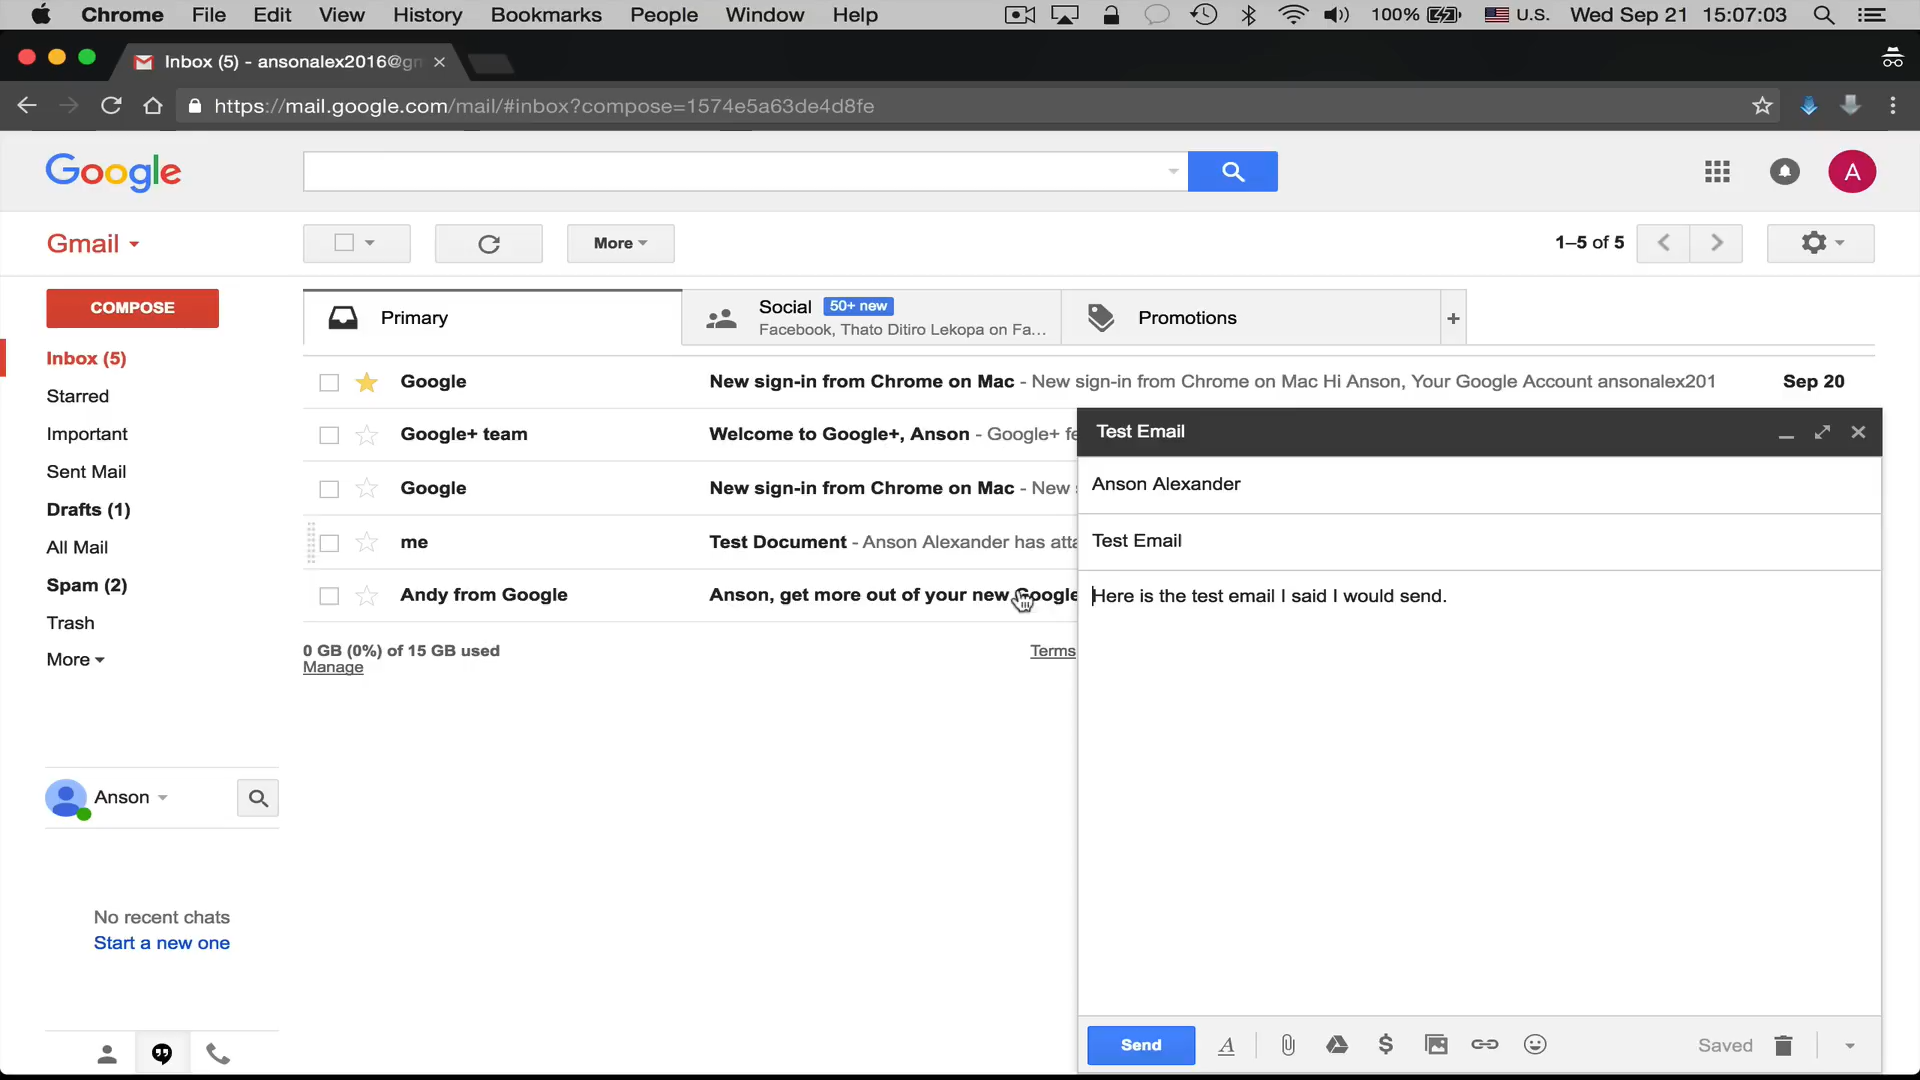 Chrome File Edit View History Bookmarks People Window Help 100% U.S. Wed Sep 21 15:07:03
Inbox (5) - ansonalex2016@gm
https://mail.google.com/mail/#inbox?compose=1574e5a63de4d8fe
Google
A
Gmail
More
1–5 of 5
COMPOSE
Inbox (5)
Starred
Important
Sent Mail
Drafts (1)
All Mail
Spam (2)
Trash
More
Primary
Social 50+ new
Facebook, Thato Ditiro Lekopa on Fa...
Promotions
+
Google New sign-in from Chrome on Mac - New sign-in from Chrome on Mac Hi Anson, Your Google Account ansonalex201 Sep 20
Google+ team Welcome to Google+, Anson - Google+ fe
Google New sign-in from Chrome on Mac - New s
me Test Document - Anson Alexander has atta
Andy from Google Anson, get more out of your new Google
0 GB (0%) of 15 GB used
Manage
Terms
Anson
No recent chats
Start a new one
Test Email
Anson Alexander
Test Email
Here is the test email I said I would send.
Send
A
$
Saved